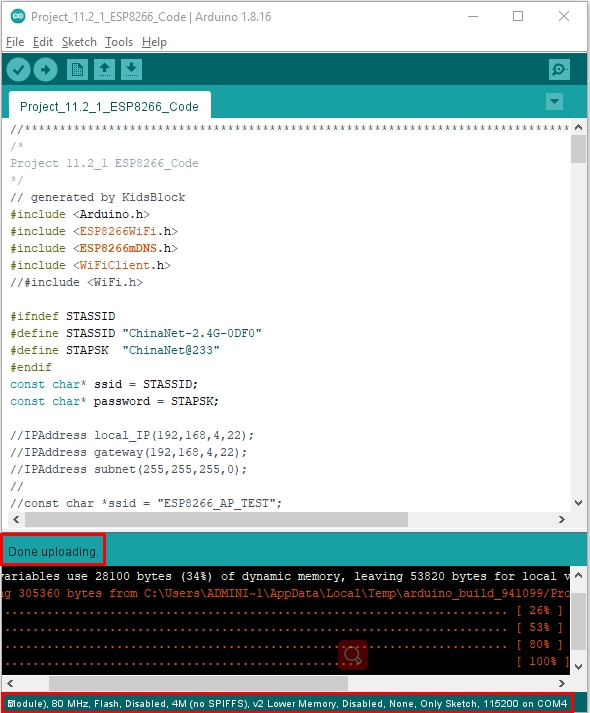 Project_11.2_1_ESP8266_Code | Arduino 1.8.16
File Edit Sketch Tools Help
Project_11.2_1_ESP8266_Code
//******************************************************************************
/*
Project 11.2_1 ESP8266_Code
*/
// generated by KidsBlock
#include <Arduino.h>
#include <ESP8266WiFi.h>
#include <ESP8266mDNS.h>
#include <WiFiClient.h>
//#include <WiFi.h>
#ifndef STASSID
#define STASSID "ChinaNet-2.4G-0DF0"
#define STAPSK  "ChinaNet@233"
#endif
const char* ssid = STASSID;
const char* password = STAPSK;
//IPAddress local_IP(192,168,4,22);
//IPAddress gateway(192,168,4,22);
//IPAddress subnet(255,255,255,0);
//
//const char *ssid = "ESP8266_AP_TEST";
Done uploading.
variables use 28100 bytes (34%) of dynamic memory, leaving 53820 bytes for local v
ng 305360 bytes from C:\Users\ADMINI~1\AppData\Local\Temp\arduino_build_941099/Pro
................................................................ [ 26% ]
................................................................ [ 53% ]
................................................................ [ 80% ]
.............................................. [ 100% ]
Module), 80 MHz, Flash, Disabled, 4M (no SPIFFS), v2 Lower Memory, Disabled, None, Only Sketch, 115200 on COM4